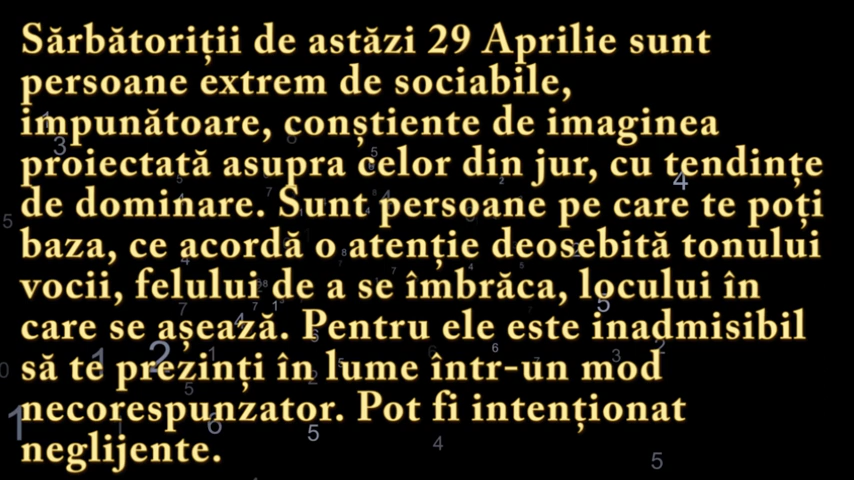 Sărbătoriții de astăzi 29 Aprilie sunt
persoane extrem de sociabile,
impunătoare, conștiente de imaginea
proiectată asupra celor din jur, cu tendințe
de dominare. Sunt persoane pe care te poți
baza, ce acordă o atenție deosebită tonului
vocii, felului de a se îmbrăca, locului în
care se așează. Pentru ele este inadmisibil
să te prezinți în lume într-un mod
necorespunzator. Pot fi intenționat
neglijente.